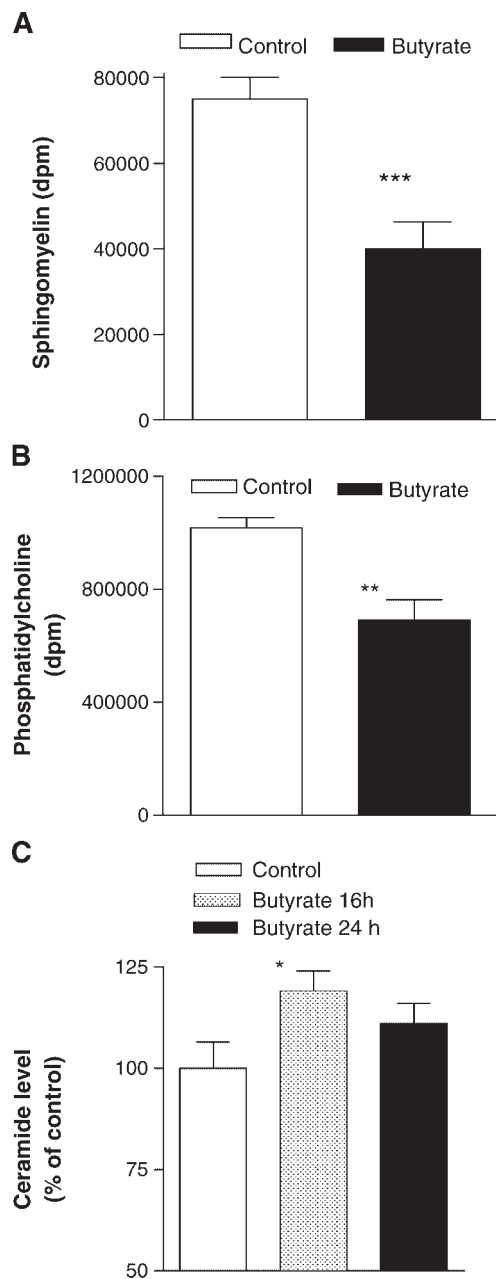 A
Control Butyrate
Sphingomyelin (dpm)
80000
60000
***
40000
20000
0
B
Control Butyrate
Phosphatidylcholine
(dpm)
1200000
800000
**
400000
0
C
Control
Butyrate 16h
Butyrate 24 h
Ceramide level
(% of control)
125
*
100
75
50